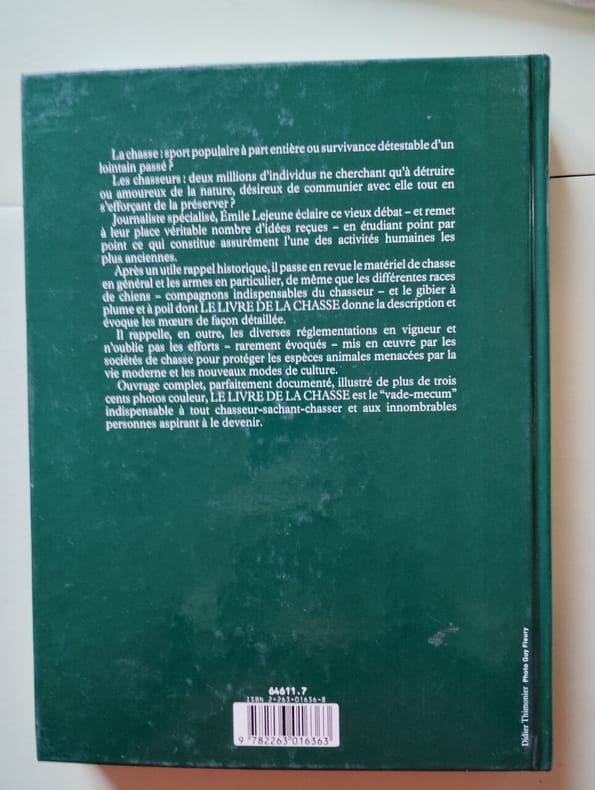 La chasse : sport populaire à part entière ou survivance détestable d'un
lointain passé ?
Les chasseurs : deux millions d'individus ne cherchant qu'à détruire
ou amoureux de la nature, désireux de communier avec elle tout en
s'efforçant de la préserver ?
Journaliste spécialisé, Émile Lejeune éclaire ce vieux débat – et remet
à leur place véritable nombre d'idées reçues – en étudiant point par
point ce qui constitue assurément l'une des activités humaines les
plus anciennes.
Après un utile rappel historique, il passe en revue le matériel de chasse
en général et les armes en particulier, de même que les différentes races
de chiens – compagnons indispensables du chasseur – et le gibier à
plume et à poil dont LE LIVRE DE LA CHASSE donne la description et
évoque les mœurs de façon détaillée.
Il rappelle, en outre, les diverses réglementations en vigueur et
n'oublie pas les efforts – rarement évoqués – mis en œuvre par les
sociétés de chasse pour protéger les espèces animales menacées par la
vie moderne et les nouveaux modes de culture.
Ouvrage complet, parfaitement documenté, illustré de plus de trois
cents photos couleur, LE LIVRE DE LA CHASSE est le "vade-mecum"
indispensable à tout chasseur-sachant-chasser et aux innombrables
personnes aspirant à le devenir.
Didier Thimonier Photo Guy Fleury
64611.7
ISBN 2-263-01636-8
9 782263 016363